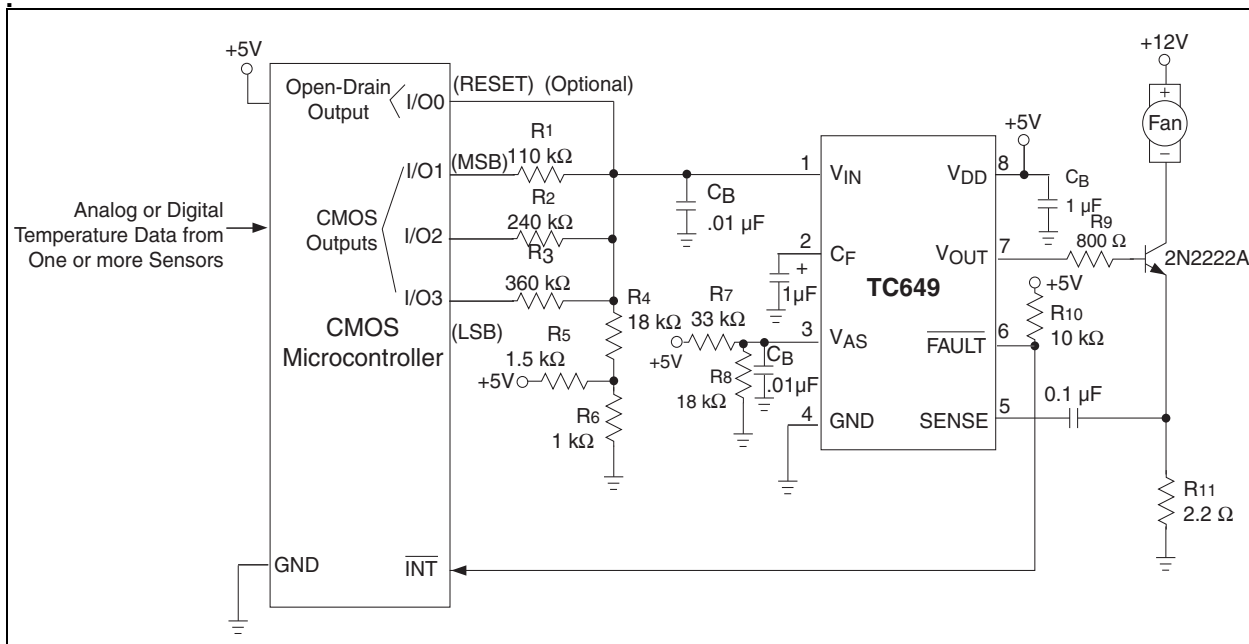 +5V
Open-Drain
Output
I/O0
(RESET) (Optional)
R1
110 kΩ
I/O1
(MSB)
R2
240 kΩ
CMOS
Outputs
I/O2
R3
360 kΩ
I/O3
(LSB)
CMOS
Microcontroller
Analog or Digital
Temperature Data from
One or more Sensors
R4
18 kΩ
R5
1.5 kΩ
+5V
R6
1 kΩ
GND
INT
CB
.01 µF
1
VIN
2
CF
+
1µF
R7
33 kΩ
+5V
3
VAS
CB
.01µF
R8
18 kΩ
4
GND
TC649
+5V
8
VDD
CB
1 µF
7
VOUT
R9
800 Ω
2N2222A
+12V
+
Fan
–
+5V
R10
10 kΩ
6
FAULT
5
SENSE
0.1 µF
R11
2.2 Ω